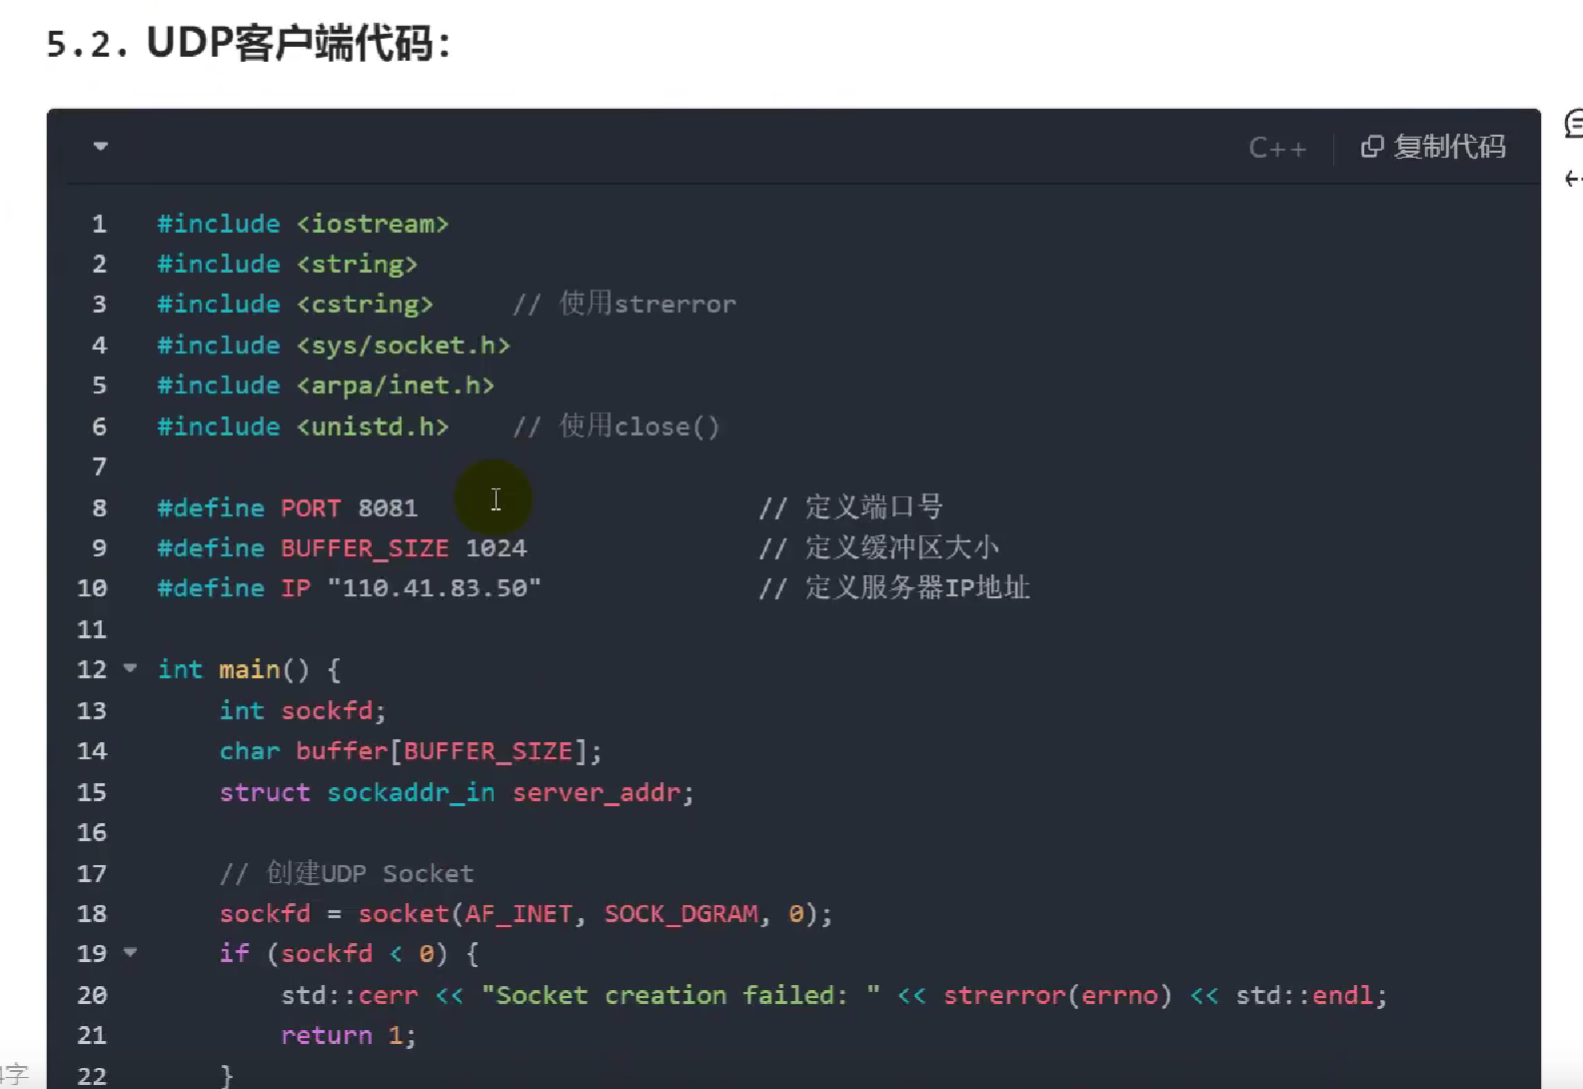 5.2. UDP客户端代码：
C++ 复制代码
1 #include <iostream>
2 #include <string>
3 #include <cstring>     // 使用strerror
4 #include <sys/socket.h>
5 #include <arpa/inet.h>
6 #include <unistd.h>    // 使用close()
7
8 #define PORT 8081                      // 定义端口号
9 #define BUFFER_SIZE 1024               // 定义缓冲区大小
10 #define IP "110.41.83.50"              // 定义服务器IP地址
11
12 int main() {
13     int sockfd;
14     char buffer[BUFFER_SIZE];
15     struct sockaddr_in server_addr;
16
17     // 创建UDP Socket
18     sockfd = socket(AF_INET, SOCK_DGRAM, 0);
19     if (sockfd < 0) {
20         std::cerr << "Socket creation failed: " << strerror(errno) << std::endl;
21         return 1;
22     }
字